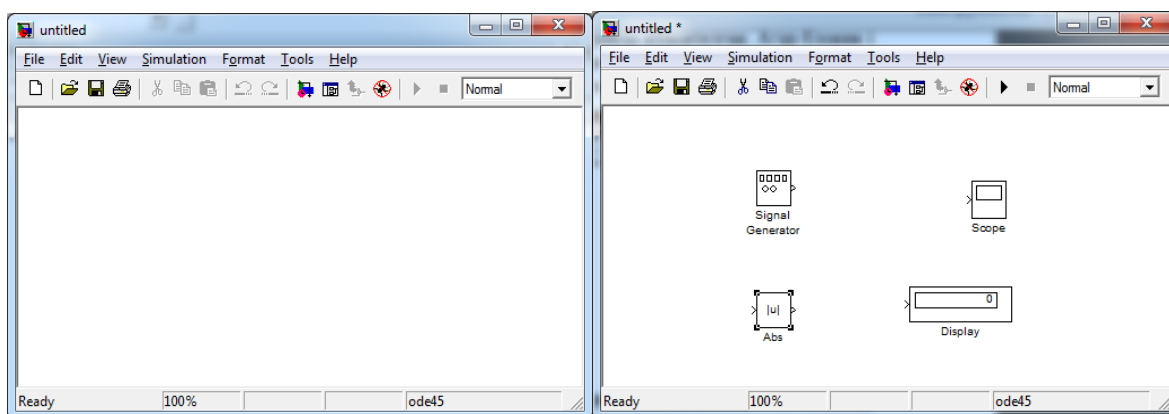 untitled
File Edit View Simulation Format Tools Help
Normal
Ready 100% ode45
untitled *
File Edit View Simulation Format Tools Help
Normal
Signal
Generator
Scope
|u|
Abs
0
Display
Ready 100% ode45